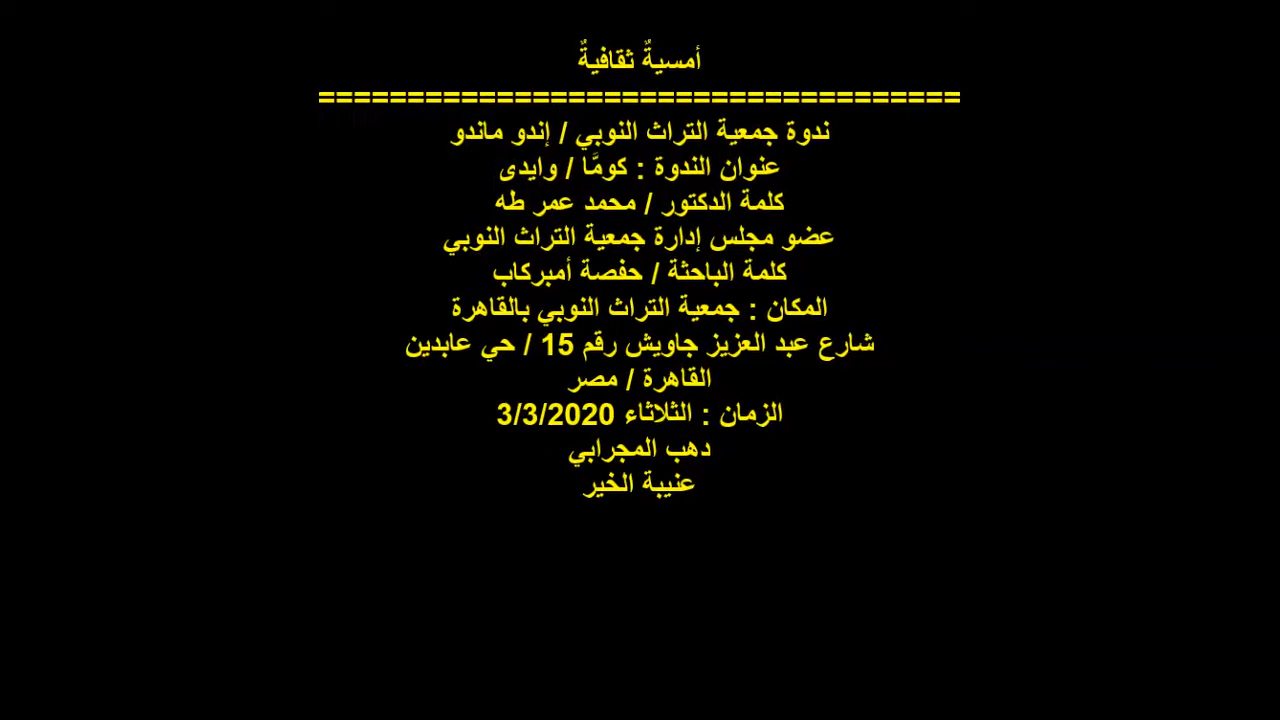 أمسيةٌ ثقافيةٌ
====================================
ندوة جمعية التراث النوبي / إندو ماندو
عنوان الندوة : كومَّا / وايدى
كلمة الدكتور / محمد عمر طه
عضو مجلس إدارة جمعية التراث النوبي
كلمة الباحثة / حفصة أمبركاب
المكان : جمعية التراث النوبي بالقاهرة
شارع عبد العزيز جاويش رقم 15 / حي عابدين
القاهرة / مصر
الزمان : الثلاثاء 3/3/2020
دهب المجرابي
عنيبة الخير